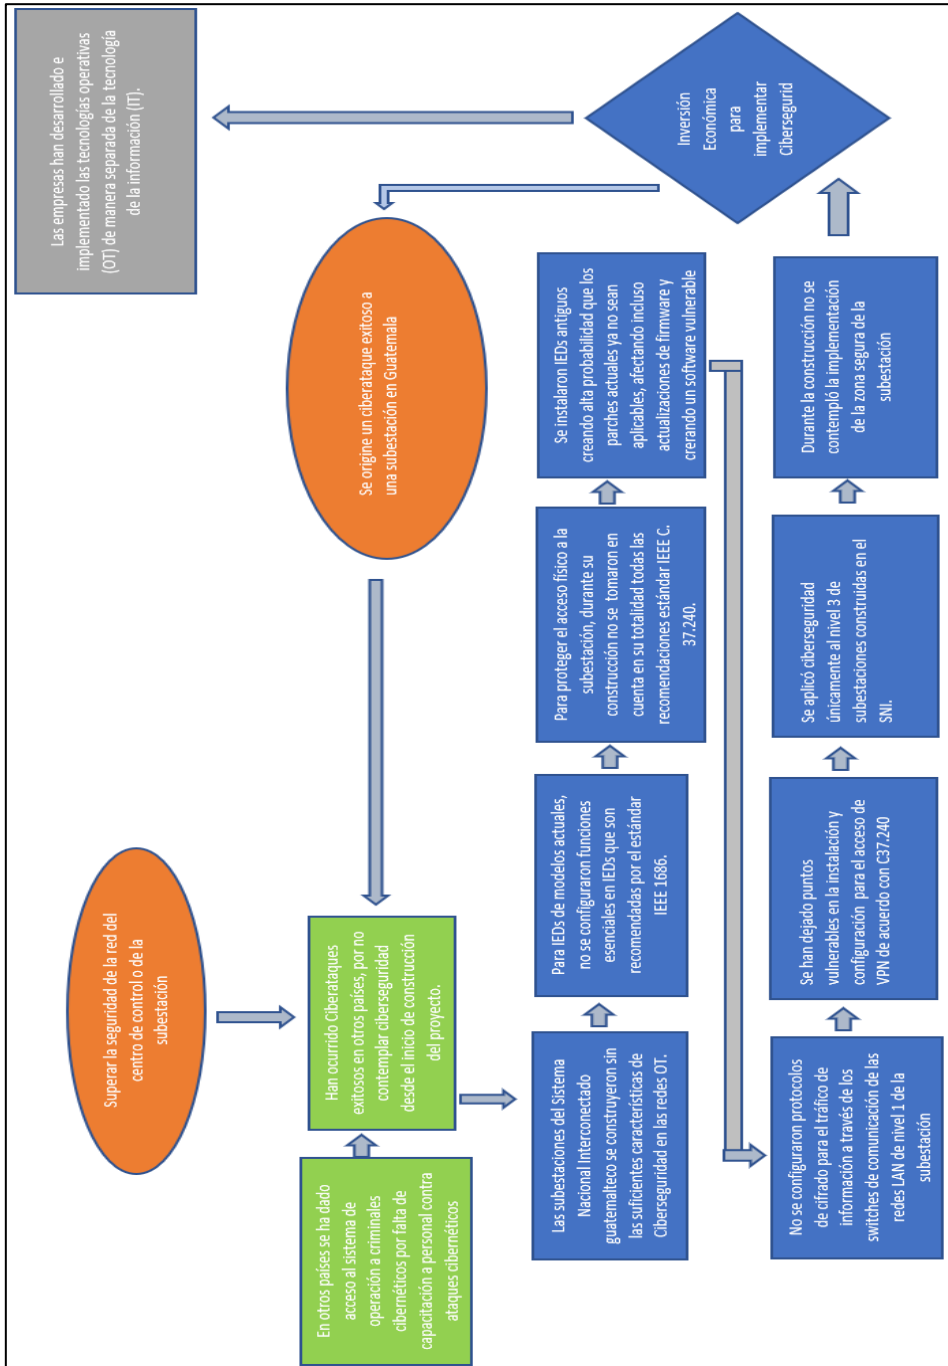 Superar la seguridad de la red del
centro de control o de la
subestación
Se origine un ciberataque exitoso a
una subestación en Guatemala
Las empresas han desarrollado e
implementado las tecnologías operativas
(OT) de manera separada de la tecnología
de la información (IT).
En otros países se ha dado
acceso al sistema de
operación a criminales
cibernéticos por falta de
capacitación a personal contra
ataques cibernéticos
Han ocurrido Ciberataques
exitosos en otros países, por no
contemplar ciberseguridad
desde el inicio de construcción
del proyecto.
Las subestaciones del Sistema
Nacional Interconectado
guatemalteco se construyeron sin
las suficientes características de
Ciberseguridad en las redes OT.
Para IEDs de modelos actuales,
no se configuraron funciones
esenciales en IEDs que son
recomendadas por el estándar
IEEE 1686.
Para proteger el acceso físico a la
subestación, durante su
construcción no se tomaron en
cuenta en su totalidad todas las
recomendaciones estándar IEEE C.
37.240.
Se instalaron IEDs antiguos
creando alta probabilidad que los
parches actuales ya no sean
aplicables, afectando incluso
actualizaciones de firmware y
crerando un software vulnerable
Inversión
Económica
para
implementar
Cibersegurid
No se configuraron protocolos
de cifrado para el tráfico de
información a través de los
switches de comunicación de las
redes LAN de nivel 1 de la
subestación
Se han dejado puntos
vulnerables en la instalación y
configuración para el acceso de
VPN de acuerdo con C37.240
Se aplicó ciberseguridad
únicamente al nivel 3 de
subestaciones construidas en el
SNI.
Durante la construcción no se
contempló la implementación
de la zona segura de la
subestación